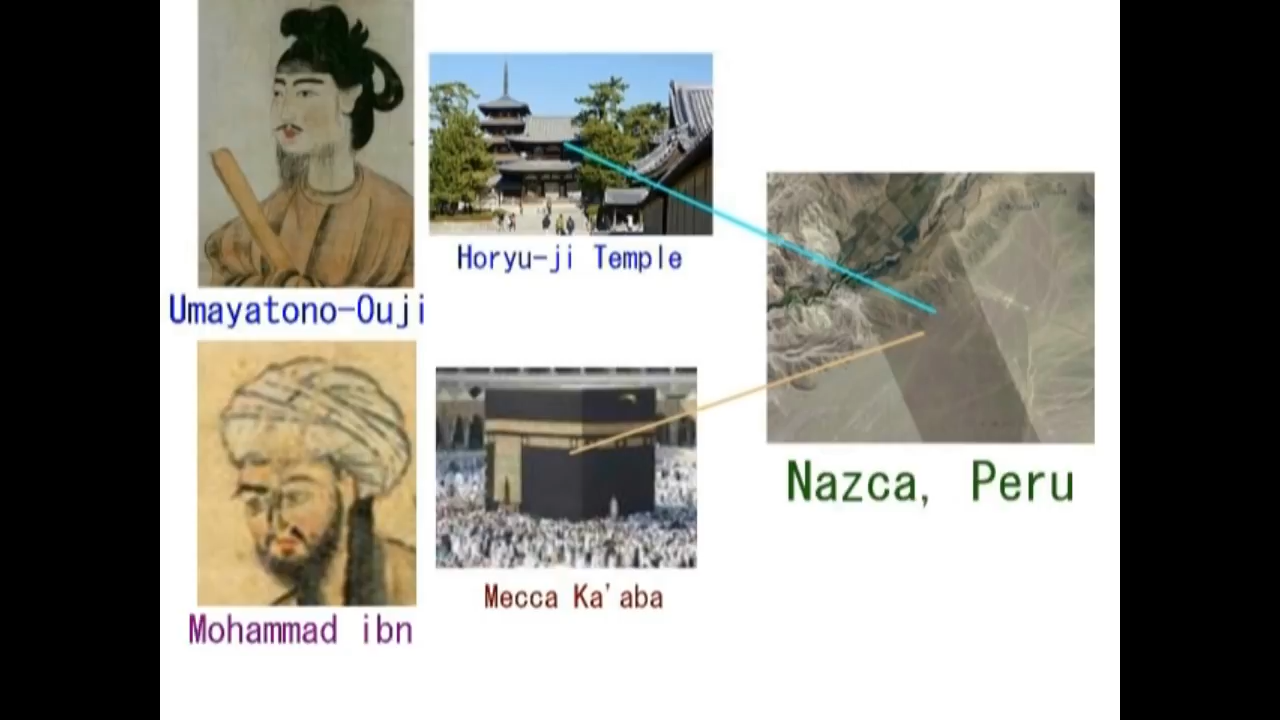 Horyu-ji Temple
Umayatono-Ouji
Nazca, Peru
Mecca Ka'aba
Mohammad ibn